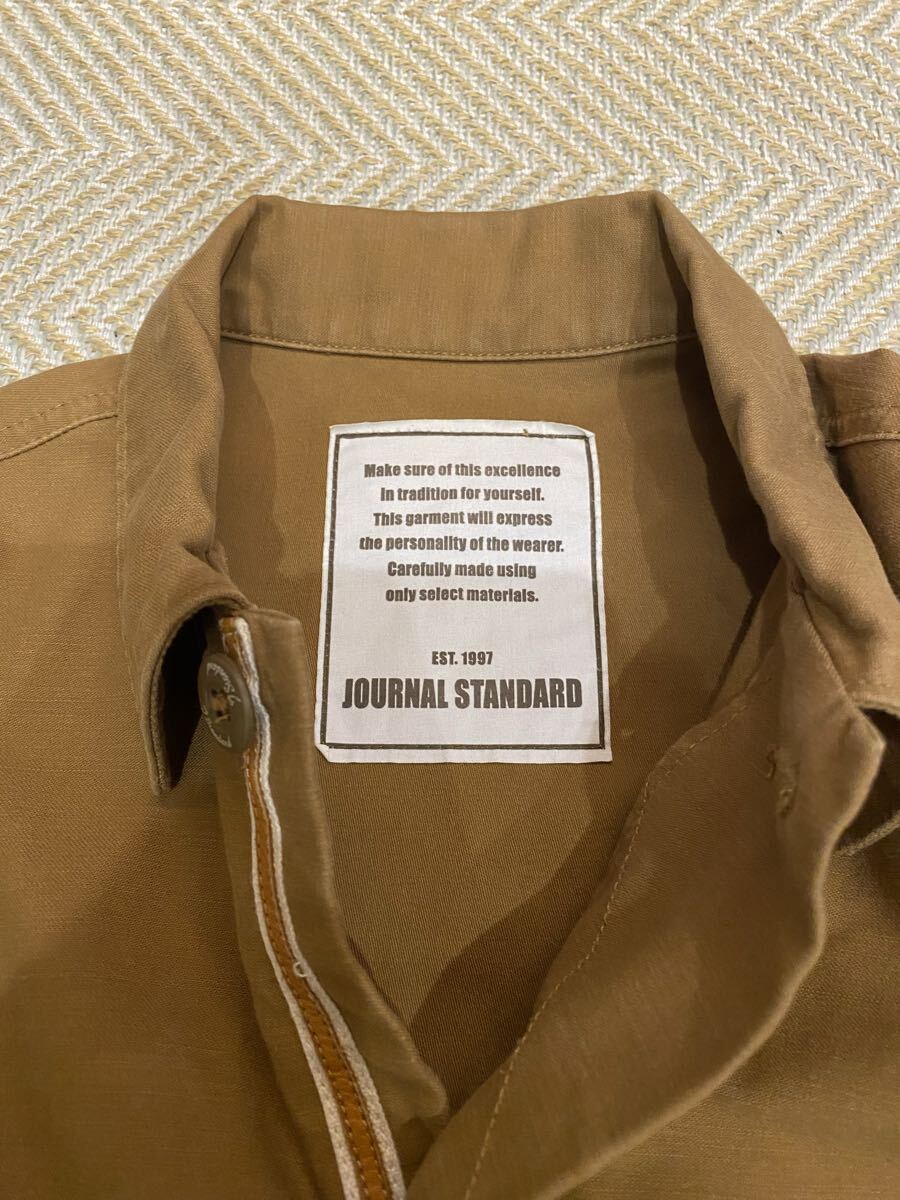 Make sure of this excellence
in tradition for yourself.
This garment will express
the personality of the wearer.
Carefully made using
only select materials.
EST. 1997
JOURNAL STANDARD